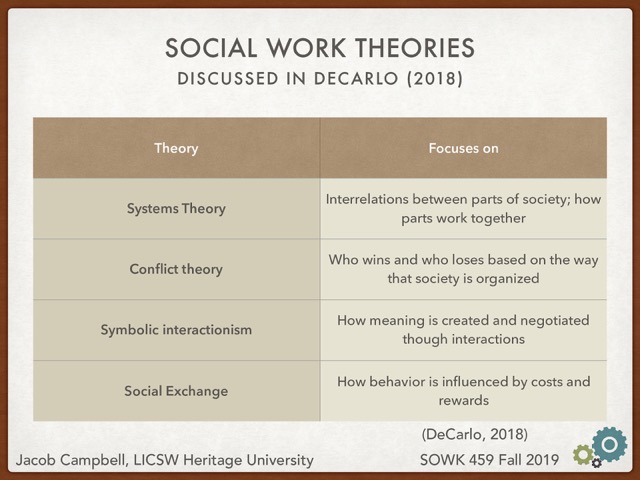 SOCIAL WORK THEORIES
DISCUSSED IN DECARLO (2018)
Theory
Focuses on
Systems Theory
Interrelations between parts of society; how
parts work together
Conflict theory
Who wins and who loses based on the way
that society is organized
Symbolic interactionism
How meaning is created and negotiated
though interactions
Social Exchange
How behavior is influenced by costs and
rewards
(DeCarlo, 2018)
Jacob Campbell, LICSW Heritage University
SOWK 459 Fall 2019